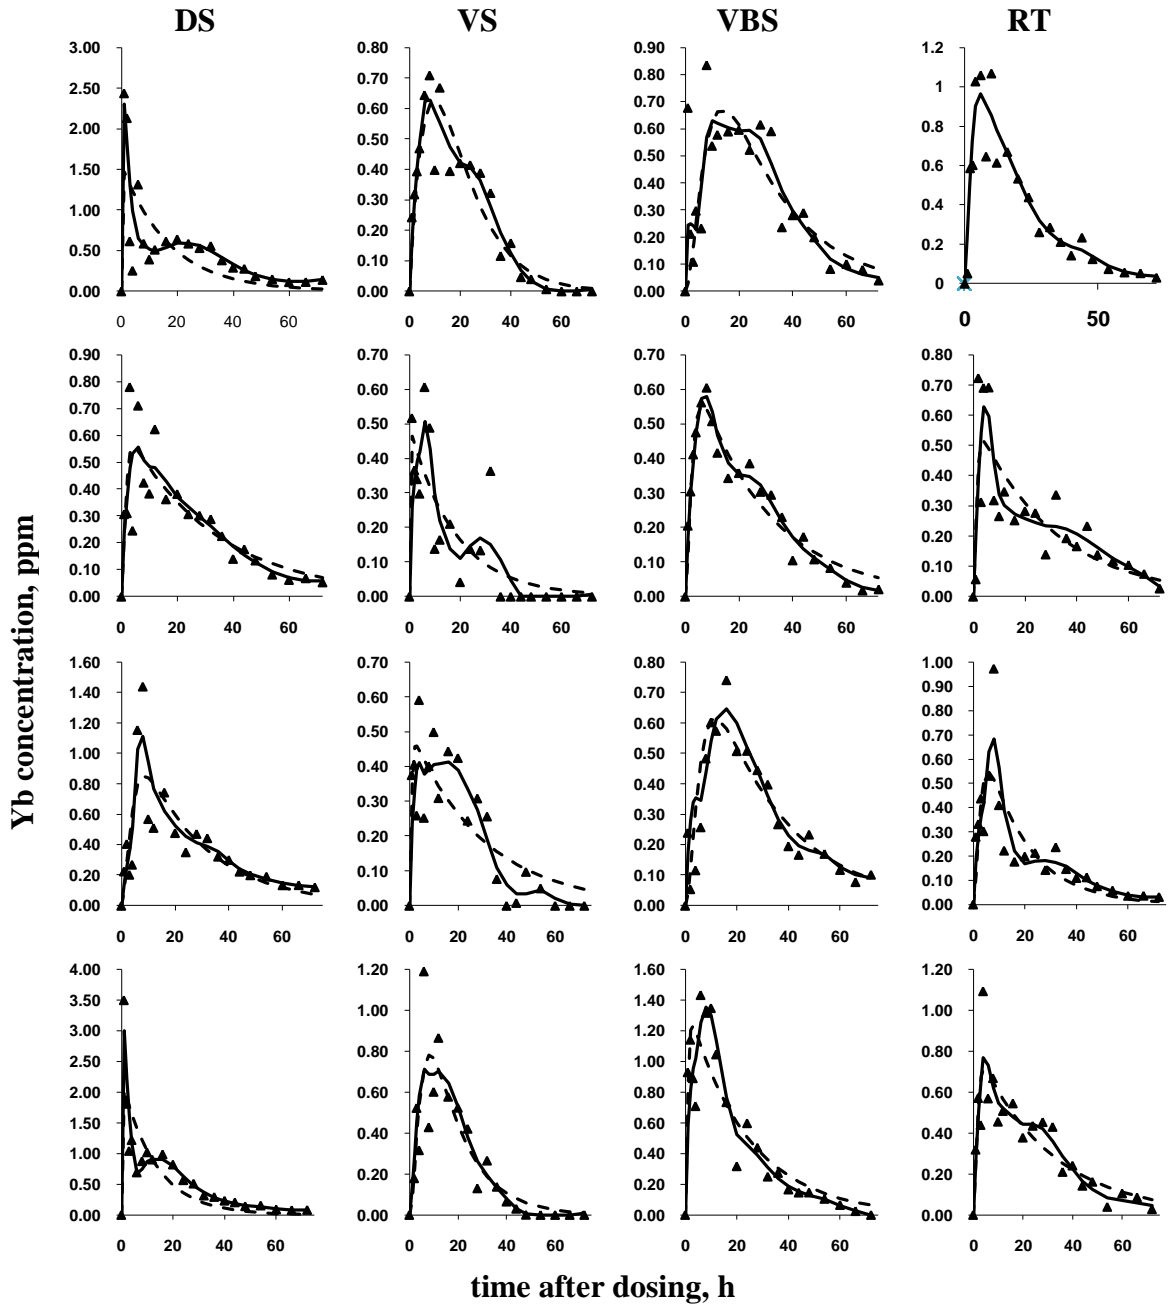 DS VS VBS RT
3.00 0.80 0.90 1.2
2.50 0.70 0.80 1
2.00 0.60 0.70 0.8
1.50 0.50 0.60 0.6
1.00 0.40 0.50 0.4
0.50 0.30 0.40 0.2
0.00 0.20 0.30 0
0.10 0.20
0.00 0.10
0.00
0 20 40 60 0 20 40 60 0 20 40 60 0 50
0.90 0.70 0.70 0.80
0.80 0.60 0.60 0.70
0.70 0.50 0.50 0.60
0.60 0.40 0.40 0.50
0.50 0.30 0.30 0.40
0.40 0.20 0.20 0.30
0.30 0.10 0.10 0.20
0.20 0.00 0.00 0.10
0.10 0.00
0.00
0 20 40 60 0 20 40 60 0 20 40 60 0 20 40 60
Yb concentration, ppm
1.60 0.70 0.80 1.00
1.40 0.60 0.70 0.90
1.20 0.50 0.60 0.80
1.00 0.40 0.50 0.70
0.80 0.30 0.40 0.60
0.60 0.20 0.30 0.50
0.40 0.10 0.20 0.40
0.20 0.00 0.10 0.30
0.00 0.00 0.20
0.10
0.00
0 20 40 60 0 20 40 60 0 20 40 60 0 20 40 60
4.00 1.20 1.60 1.20
3.50 1.00 1.40 1.00
3.00 0.80 1.20 0.80
2.50 0.60 1.00 0.60
2.00 0.40 0.80 0.40
1.50 0.20 0.60 0.20
1.00 0.00 0.40 0.00
0.50 0.20
0.00 0.00
0 20 40 60 0 20 40 60 0 20 40 60 0 20 40 60
time after dosing, h